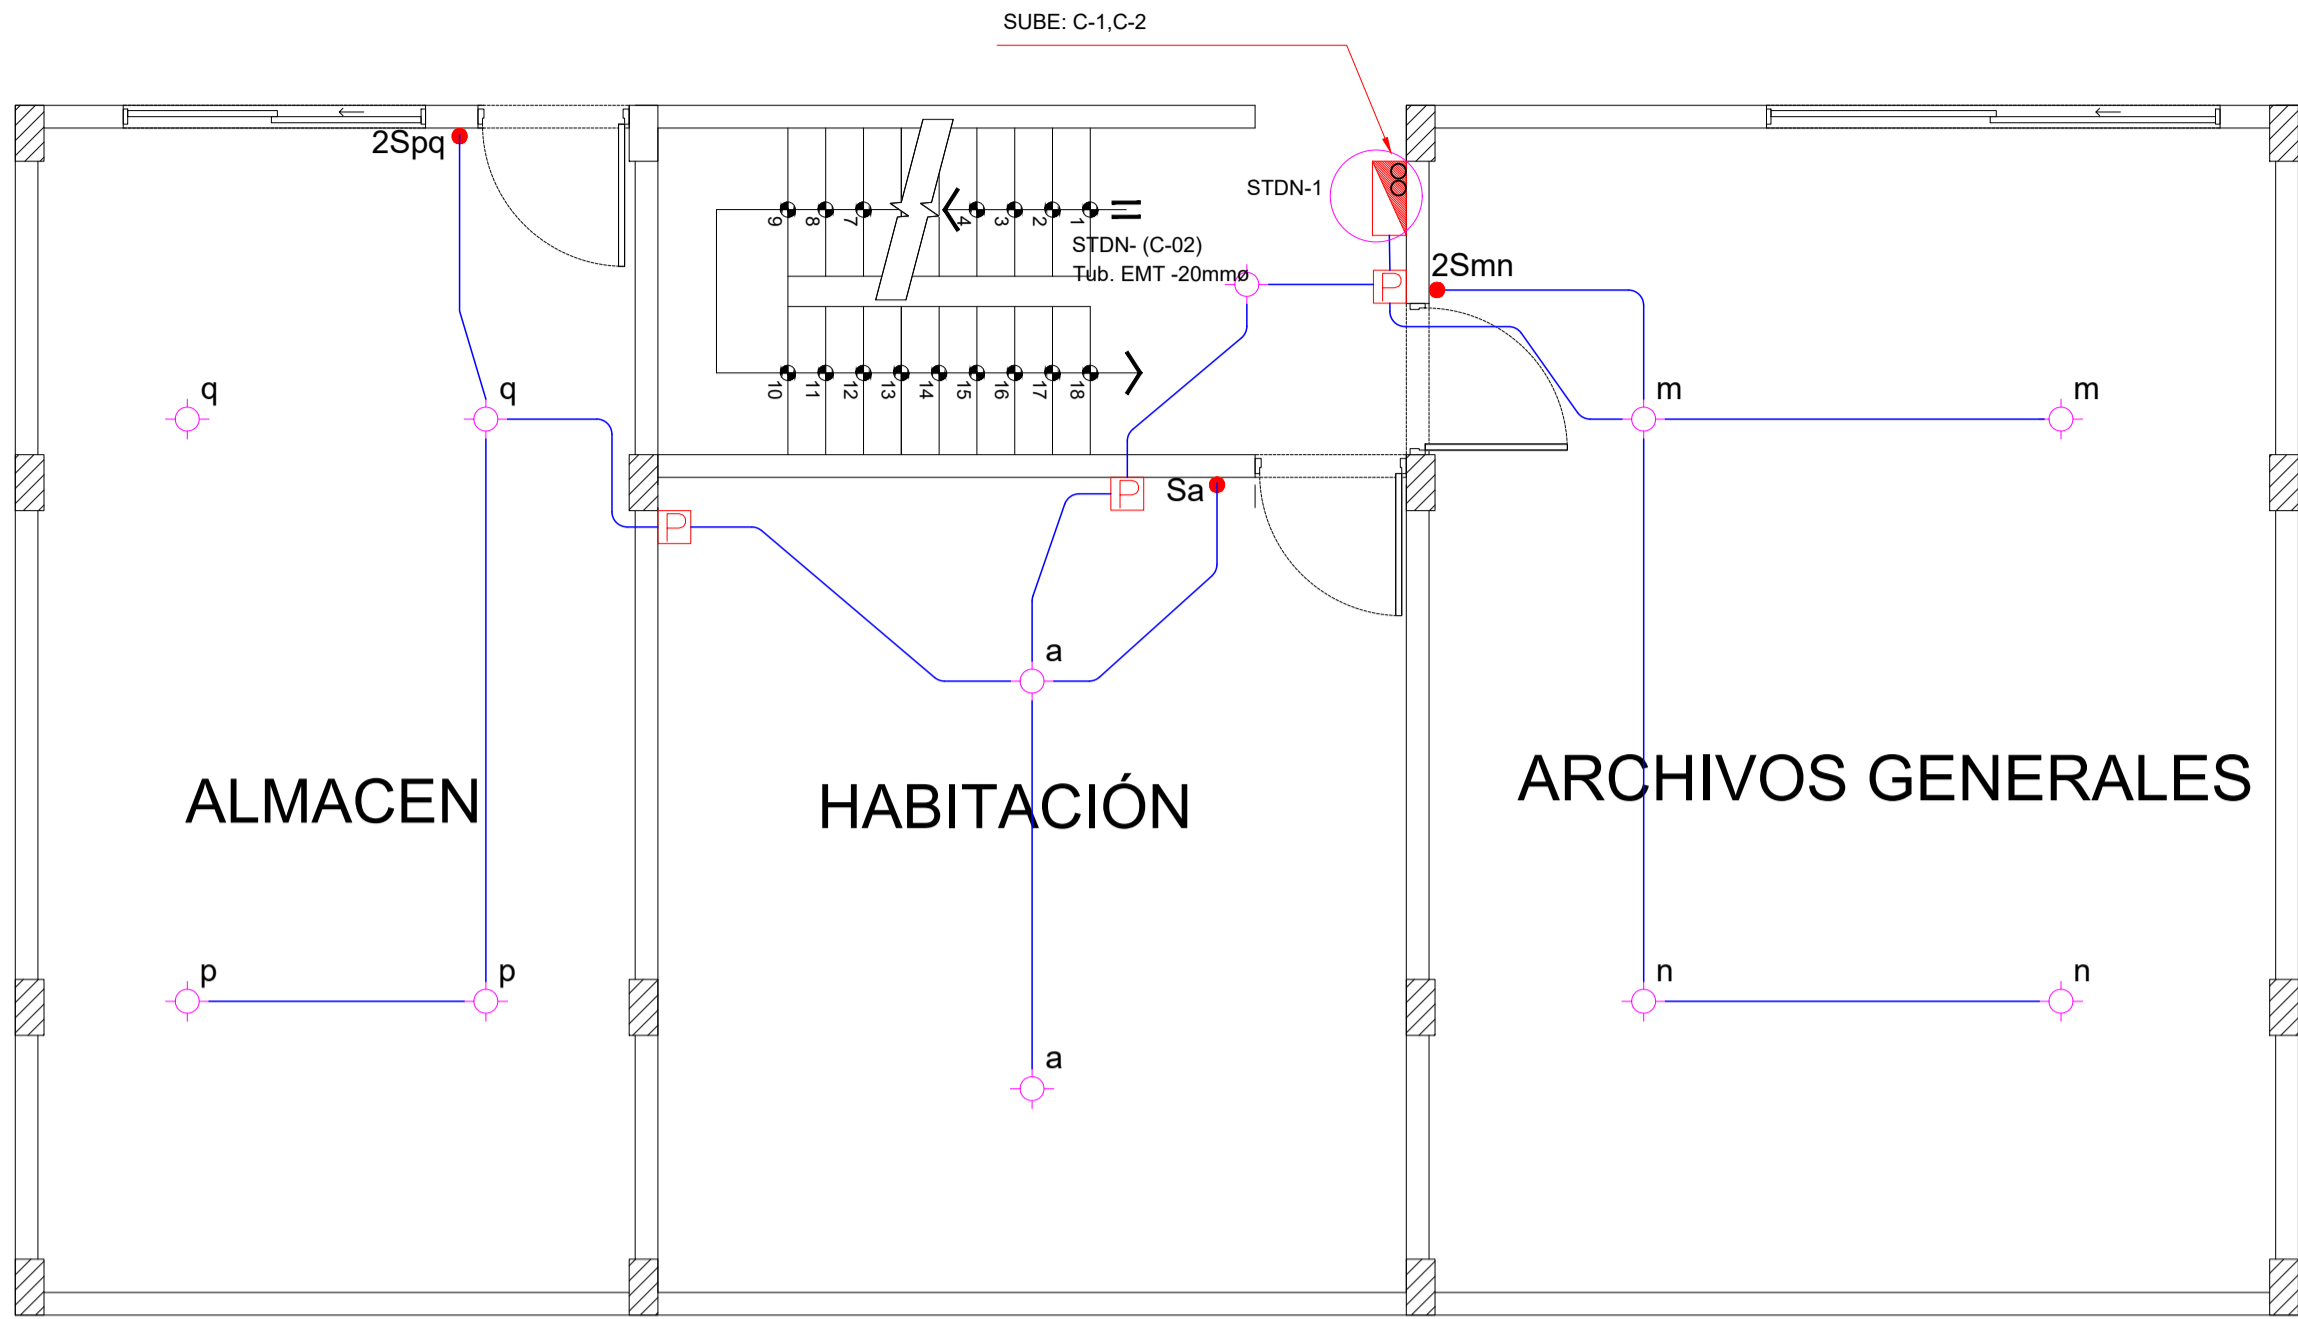 SUBE: C-1,C-2
2Spq
STDN-1
9
8
7
4
3
2
1
STDN- (C-02)
Tub. EMT -20mmø
P
2Smn
10
11
12
13
14
15
16
17
18
q
q
m
m
P
Sa
P
a
ALMACEN
HABITACIÓN
ARCHIVOS GENERALES
p
p
n
n
a